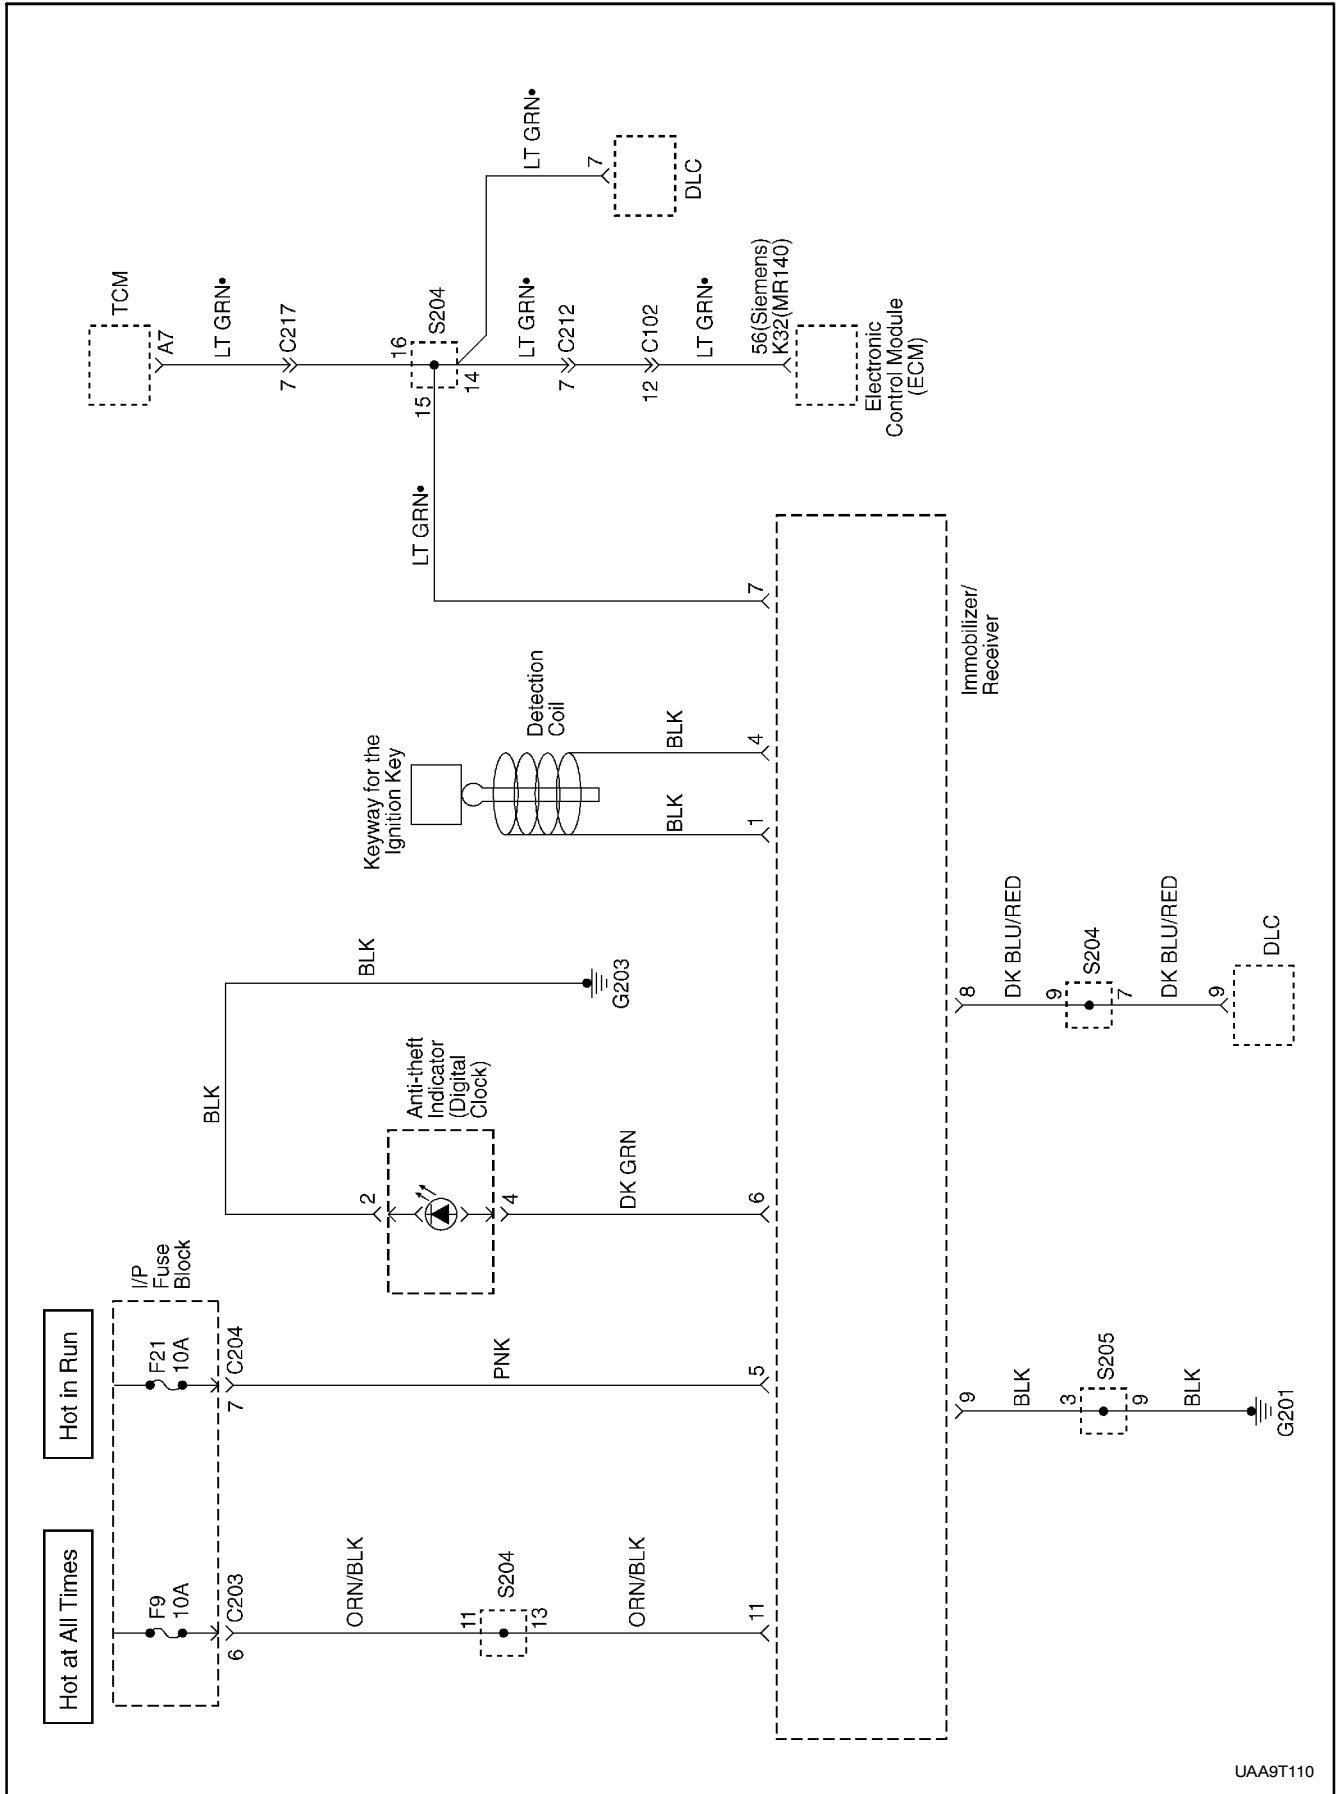 Hot at All Times
Hot in Run
F9
10A
F21
10A
I/P
Fuse
Block
6
C203
7
C204
ORN/BLK
11
S204
13
ORN/BLK
11
PNK
5
BLK
BLK
G203
2
Anti-theft
Indicator
(Digital
Clock)
4
DK GRN
6
Keyway for the
Ignition Key
Detection
Coil
BLK
BLK
1
4
TCM
A7
LT GRN•
7
C217
16
S204
15
14
LT GRN•
7
LT GRN•
7
DLC
LT GRN•
7
C212
12
C102
LT GRN•
56(Siemens)
K32(MR140)
Electronic
Control Module
(ECM)
Immobilizer/
Receiver
9
BLK
3
S205
9
BLK
G201
8
DK BLU/RED
9
S204
7
DK BLU/RED
9
DLC
UAA9T110